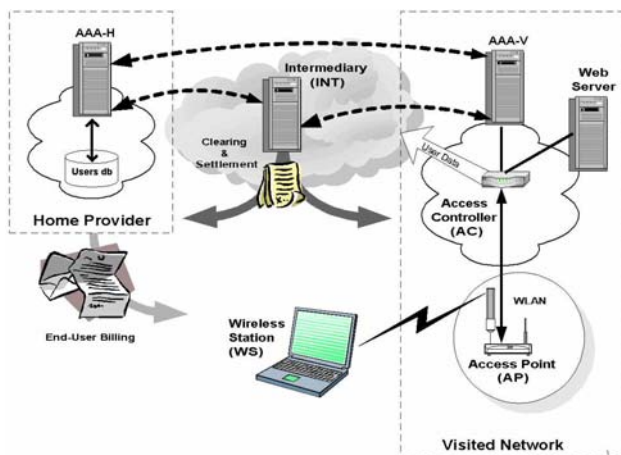 AAA-H
AAA-V
Web
Server
Intermediary
(INT)
Clearing
&
Settlement
User Data
Users db
Home Provider
Access
Controller
(AC)
End-User Billing
WLAN
Wireless
Station
(WS)
Access Point
(AP)
Visited Network